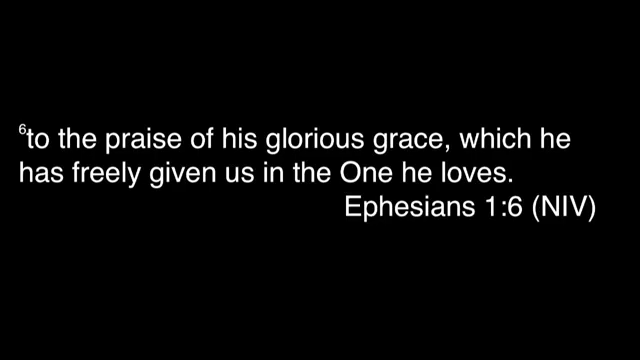 ⁶to the praise of his glorious grace, which he
has freely given us in the One he loves.
Ephesians 1:6 (NIV)